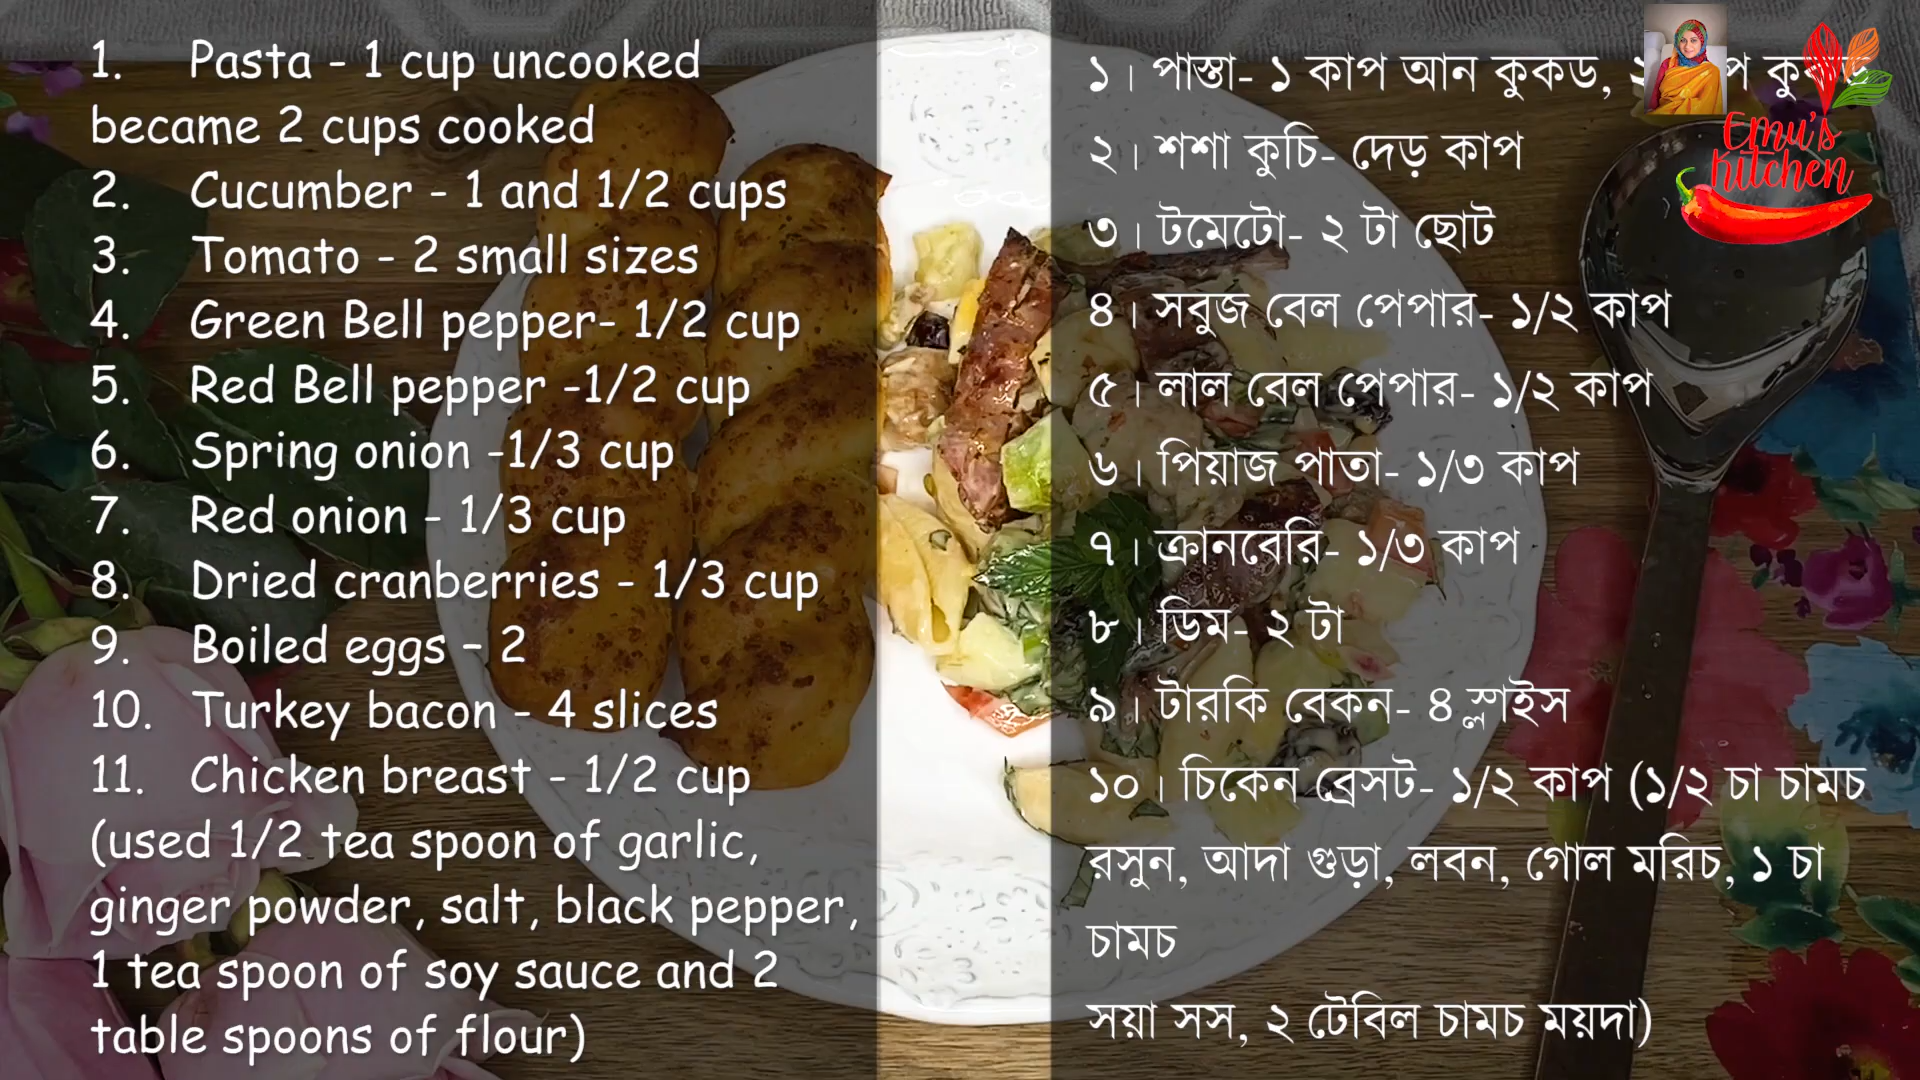 1. Pasta - 1 cup uncooked
became 2 cups cooked
2. Cucumber - 1 and 1/2 cups
3. Tomato - 2 small sizes
4. Green Bell pepper- 1/2 cup
5. Red Bell pepper -1/2 cup
6. Spring onion -1/3 cup
7. Red onion - 1/3 cup
8. Dried cranberries - 1/3 cup
9. Boiled eggs – 2
10. Turkey bacon - 4 slices
11. Chicken breast - 1/2 cup
(used 1/2 tea spoon of garlic,
ginger powder, salt, black pepper,
1 tea spoon of soy sauce and 2
table spoons of flour)
১। পাস্তা- ১ কাপ আন কুকড,
২। শশা কুচি- দেড় কাপ
৩। টমেটো- ২ টা ছোট
৪। সবুজ বেল পেপার- ১/২ কাপ
৫। লাল বেল পেপার- ১/২ কাপ
৬। পিয়াজ পাতা- ১/৩ কাপ
৭। ক্রানবেরি- ১/৩ কাপ
৮। ডিম- ২ টা
৯। টারকি বেকন- ৪ স্লাইস
১০। চিকেন ব্রেসট- ১/২ কাপ (১/২ চা চামচ
রসুন, আদা গুড়া, লবন, গোল মরিচ, ১ চা
চামচ
সয়া সস, ২ টেবিল চামচ ময়দা)
Emu's
kitchen